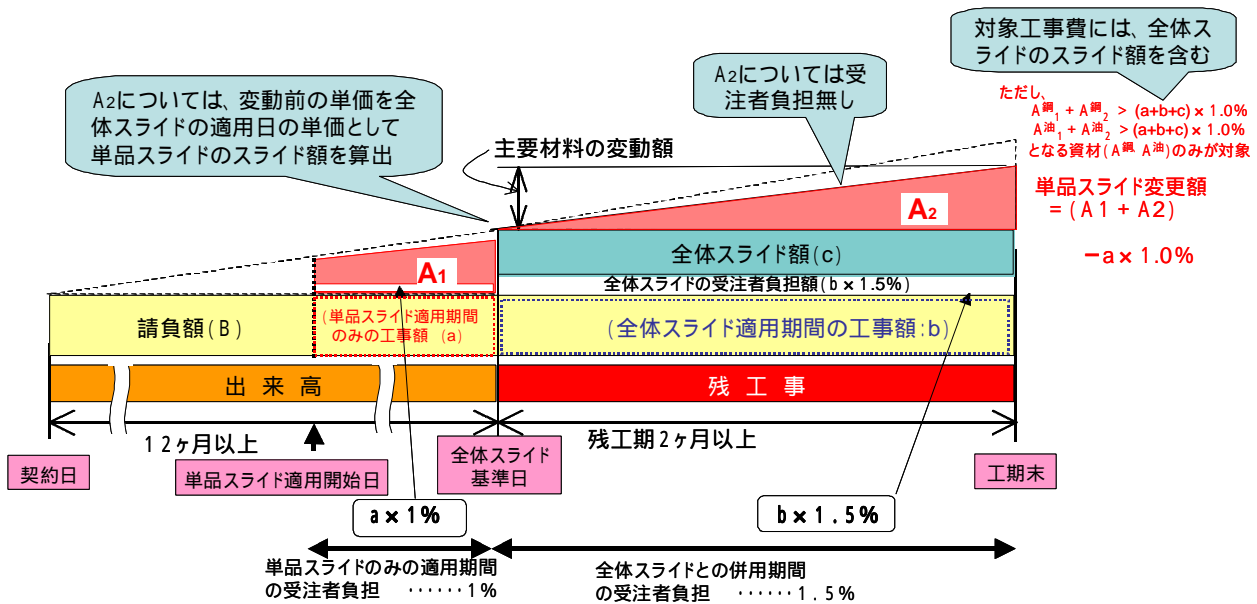 対象工事費には、全体ス
ライドのスライド額を含む
A2については受
注者負担無し
A2については、変動前の単価を全
体スライドの適用日の単価として
単品スライドのスライド額を算出
ただし、
A鋼1 + A鋼2 > (a+b+c) × 1.0%
A油1 + A油2 > (a+b+c) × 1.0%
となる資材(A鋼 A油)のみが対象
主要材料の変動額
単品スライド変更額
= (A1 + A2)
－a × 1.0%
A2
A1
全体スライド額(c)
全体スライドの受注者負担額(b × 1.5%)
請負額(B)
(単品スライド適用期間
のみの工事額 (a)
(全体スライド適用期間の工事額:b)
出 来 高
残 工 事
12ヶ月以上
残工期2ヶ月以上
契約日
単品スライド適用開始日
全体スライド
基準日
工期末
a × 1%
b × 1.5%
単品スライドのみの適用期間
の受注者負担 ‥‥‥1%
全体スライドとの併用期間
の受注者負担 ‥‥‥1.5%